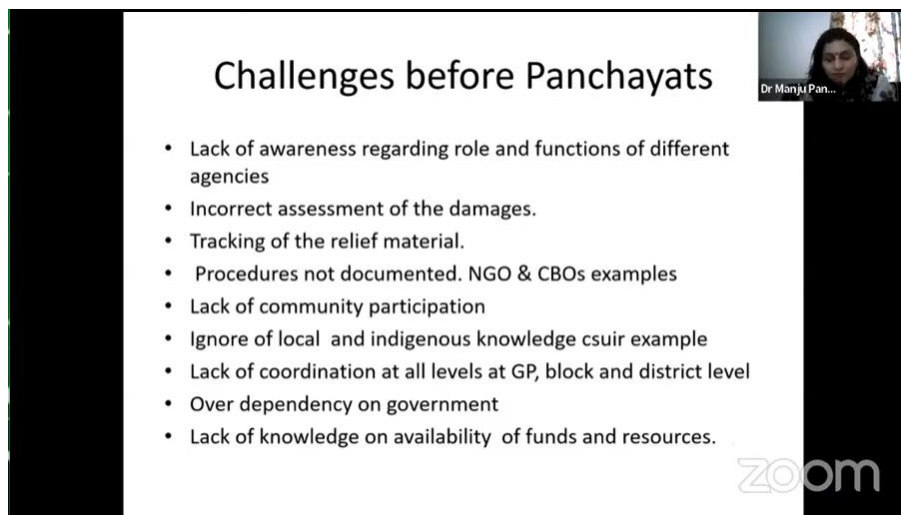 Challenges before Panchayats
Dr Manju Pan...
• Lack of awareness regarding role and functions of different
agencies
• Incorrect assessment of the damages.
• Tracking of the relief material.
• Procedures not documented. NGO & CBOs examples
• Lack of community participation
• Ignore of local and indigenous knowledge csuir example
• Lack of coordination at all levels at GP, block and district level
• Over dependency on government
• Lack of knowledge on availability of funds and resources.
zoom